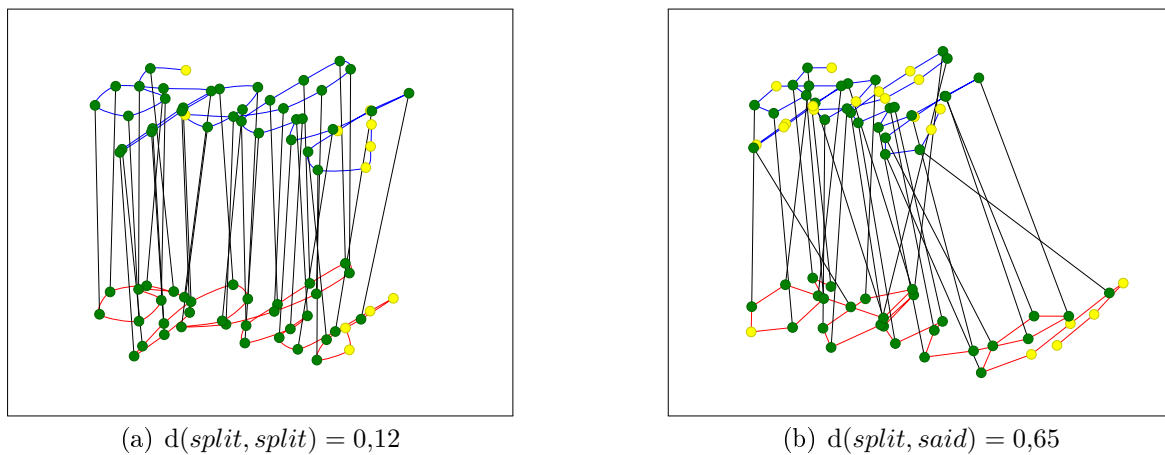 (a) d(split, split) = 0,12
(b) d(split, said) = 0,65